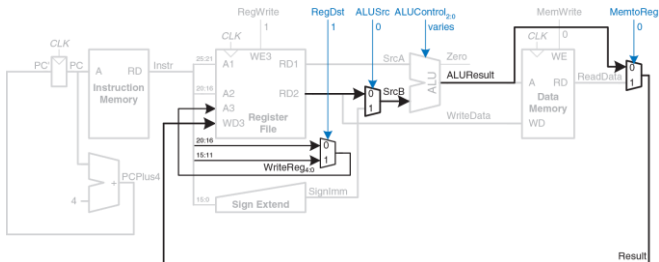 RegWrite RegDst ALUSrc ALUControl2:0 MemWrite MemtoReg
1 1 0 varies 0 0
CLK CLK CLK
PC' PC A RD Instr 25:21 A1 WE3 RD1 SrcA Zero WE 0
Instruction Memory 20:16 A2 RD2 0 SrcB ALU ALUResult A RD ReadData 1
A3 1 Data Memory
WD3 Register File WriteData WD
20:16 0
15:11 1
WriteReg4:0
PCPlus4 SignImm
4 + 15:0 Sign Extend
Result